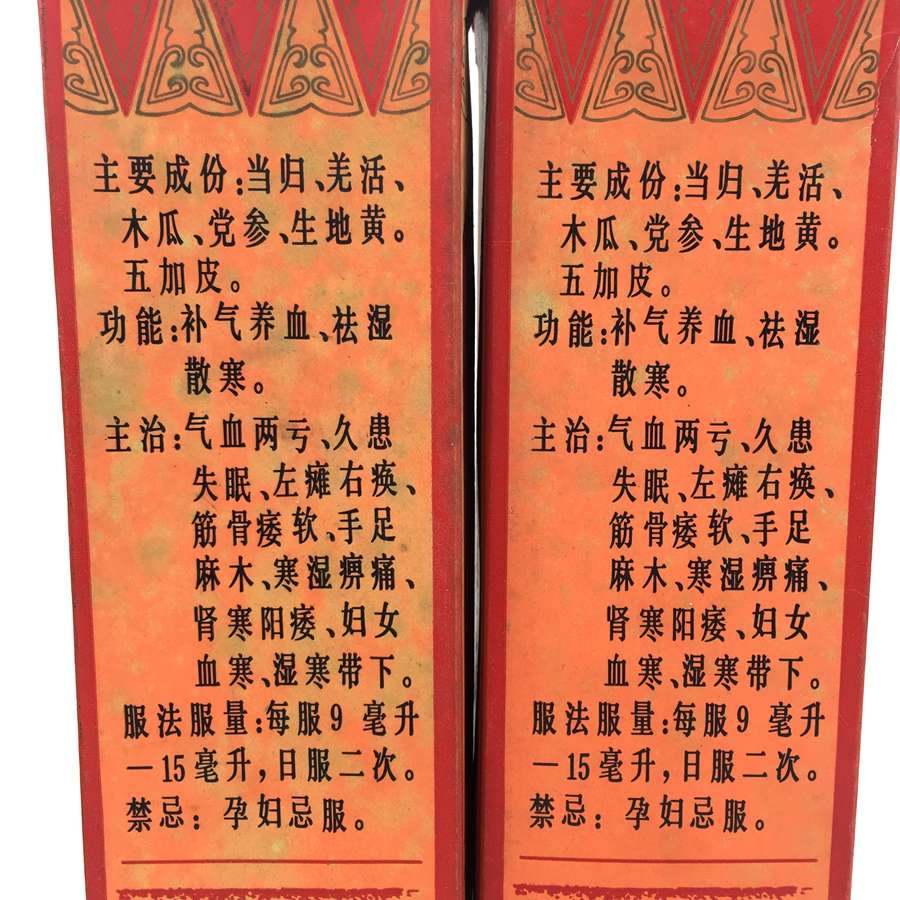 主要成份:当归、羌活、
木瓜、党参、生地黄。
五加皮。
功能:补气养血、祛湿
散寒。
主治:气血两亏、久患
失眠、左瘫右痪、
筋骨痿软、手足
麻木、寒湿痹痛、
肾寒阳痿、妇女
血寒、湿寒带下。
服法服量:每服9 毫升
—15毫升,日服二次。
禁忌:孕妇忌服。
主要成份:当归、羌活、
木瓜、党参、生地黄。
五加皮。
功能:补气养血、祛湿
散寒。
主治:气血两亏、久患
失眠、左瘫右痪、
筋骨痿软、手足
麻木、寒湿痹痛、
肾寒阳痿、妇女
血寒、湿寒带下。
服法服量:每服9 毫升
—15毫升,日服二次。
禁忌:孕妇忌服。